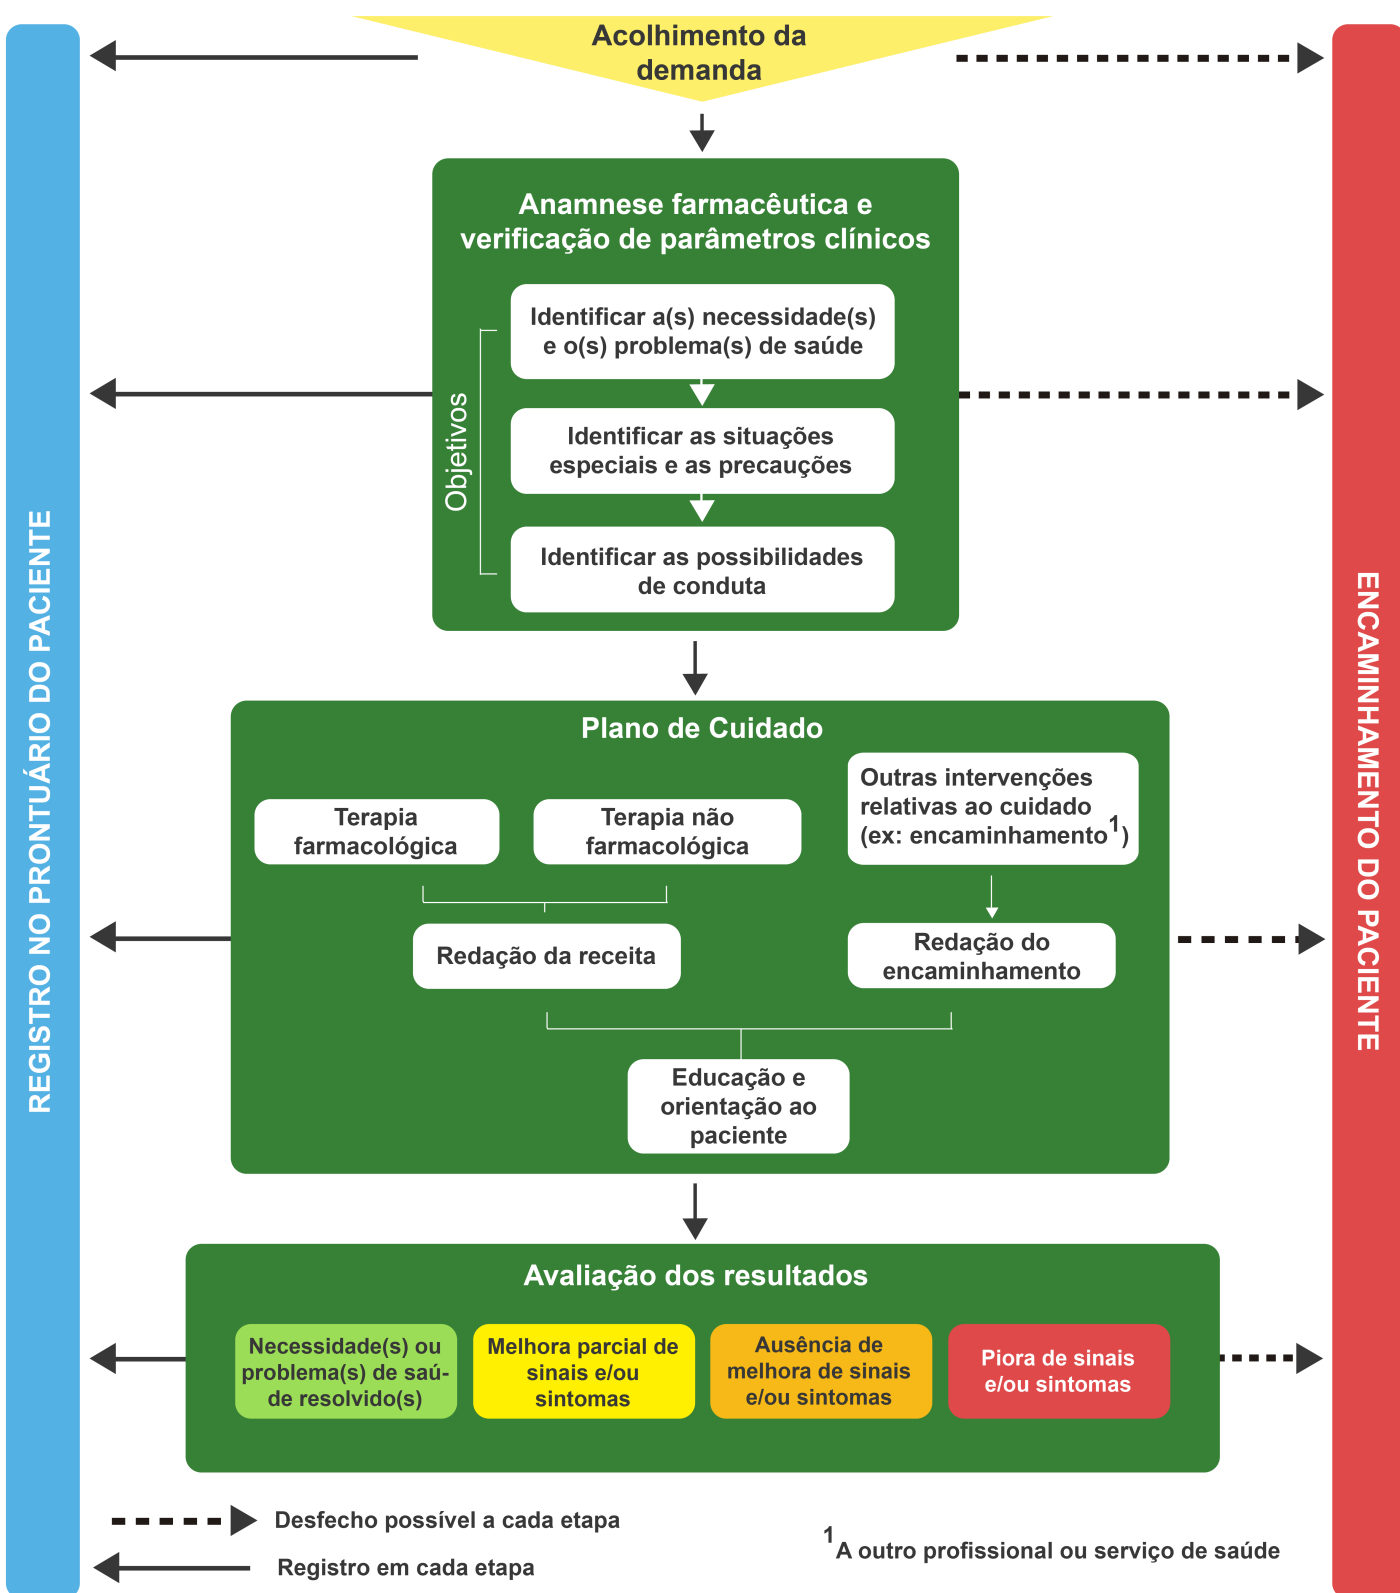 Acolhimento da
demanda
Anamnese farmacêutica e
verificação de parâmetros clínicos
Objetivos
Identificar a(s) necessidade(s)
e o(s) problema(s) de saúde
Identificar as situações
especiais e as precauções
Identificar as possibilidades
de conduta
REGISTRO NO PRONTUÁRIO DO PACIENTE
ENCAMINHAMENTO DO PACIENTE
Plano de Cuidado
Terapia
farmacológica
Terapia não
farmacológica
Outras intervenções
relativas ao cuidado
(ex: encaminhamento¹)
Redação da receita
Redação do
encaminhamento
Educação e
orientação ao
paciente
Avaliação dos resultados
Necessidade(s) ou
problema(s) de saú-
de resolvido(s)
Melhora parcial de
sinais e/ou
sintomas
Ausência de
melhora de sinais
e/ou sintomas
Piora de sinais
e/ou sintomas
Desfecho possível a cada etapa
Registro em cada etapa
¹A outro profissional ou serviço de saúde